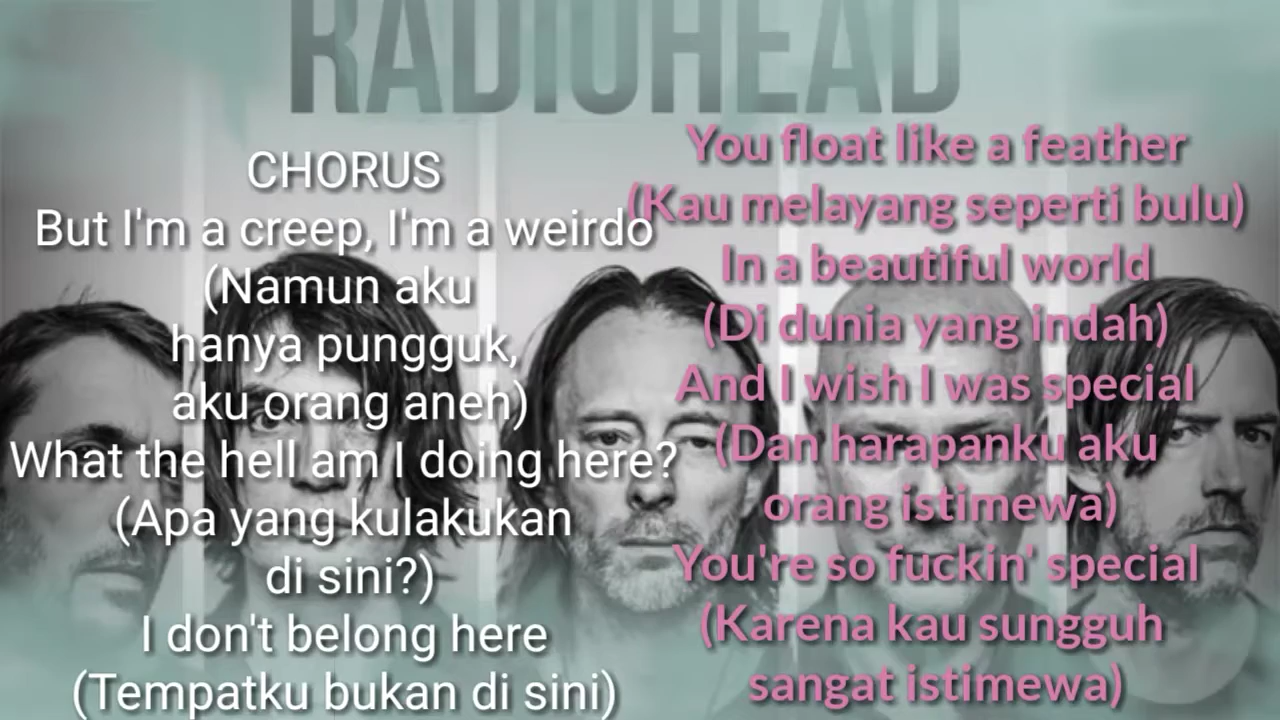 RADIOHEAD
CHORUS
But I'm a creep, I'm a weirdo
(Namun aku
hanya pungguk,
aku orang aneh)
What the hell am I doing here?
(Apa yang kulakukan
di sini?)
I don't belong here
(Tempatku bukan di sini)
You float like a feather
(Kau melayang seperti bulu)
In a beautiful world
(Di dunia yang indah)
And I wish I was special
(Dan harapanku aku
orang istimewa)
You're so fuckin' special
(Karena kau sungguh
sangat istimewa)